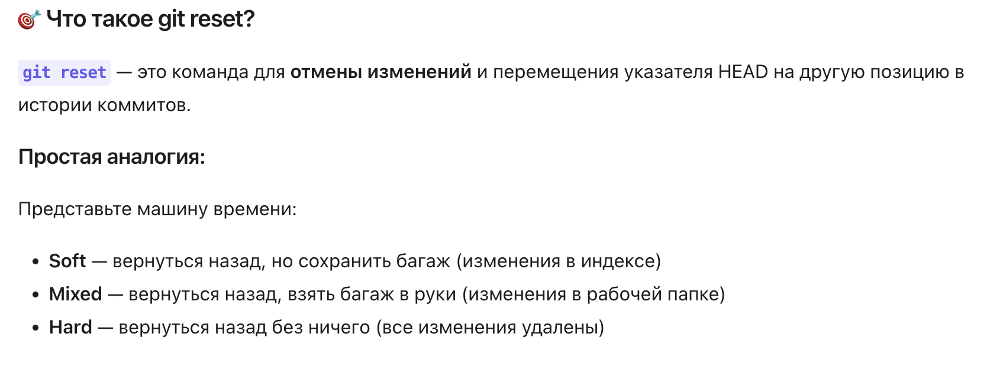 🎯 Что такое git reset?
git reset — это команда для отмены изменений и перемещения указателя HEAD на другую позицию в
истории коммитов.
Простая аналогия:
Представьте машину времени:
• Soft — вернуться назад, но сохранить багаж (изменения в индексе)
• Mixed — вернуться назад, взять багаж в руки (изменения в рабочей папке)
• Hard — вернуться назад без ничего (все изменения удалены)